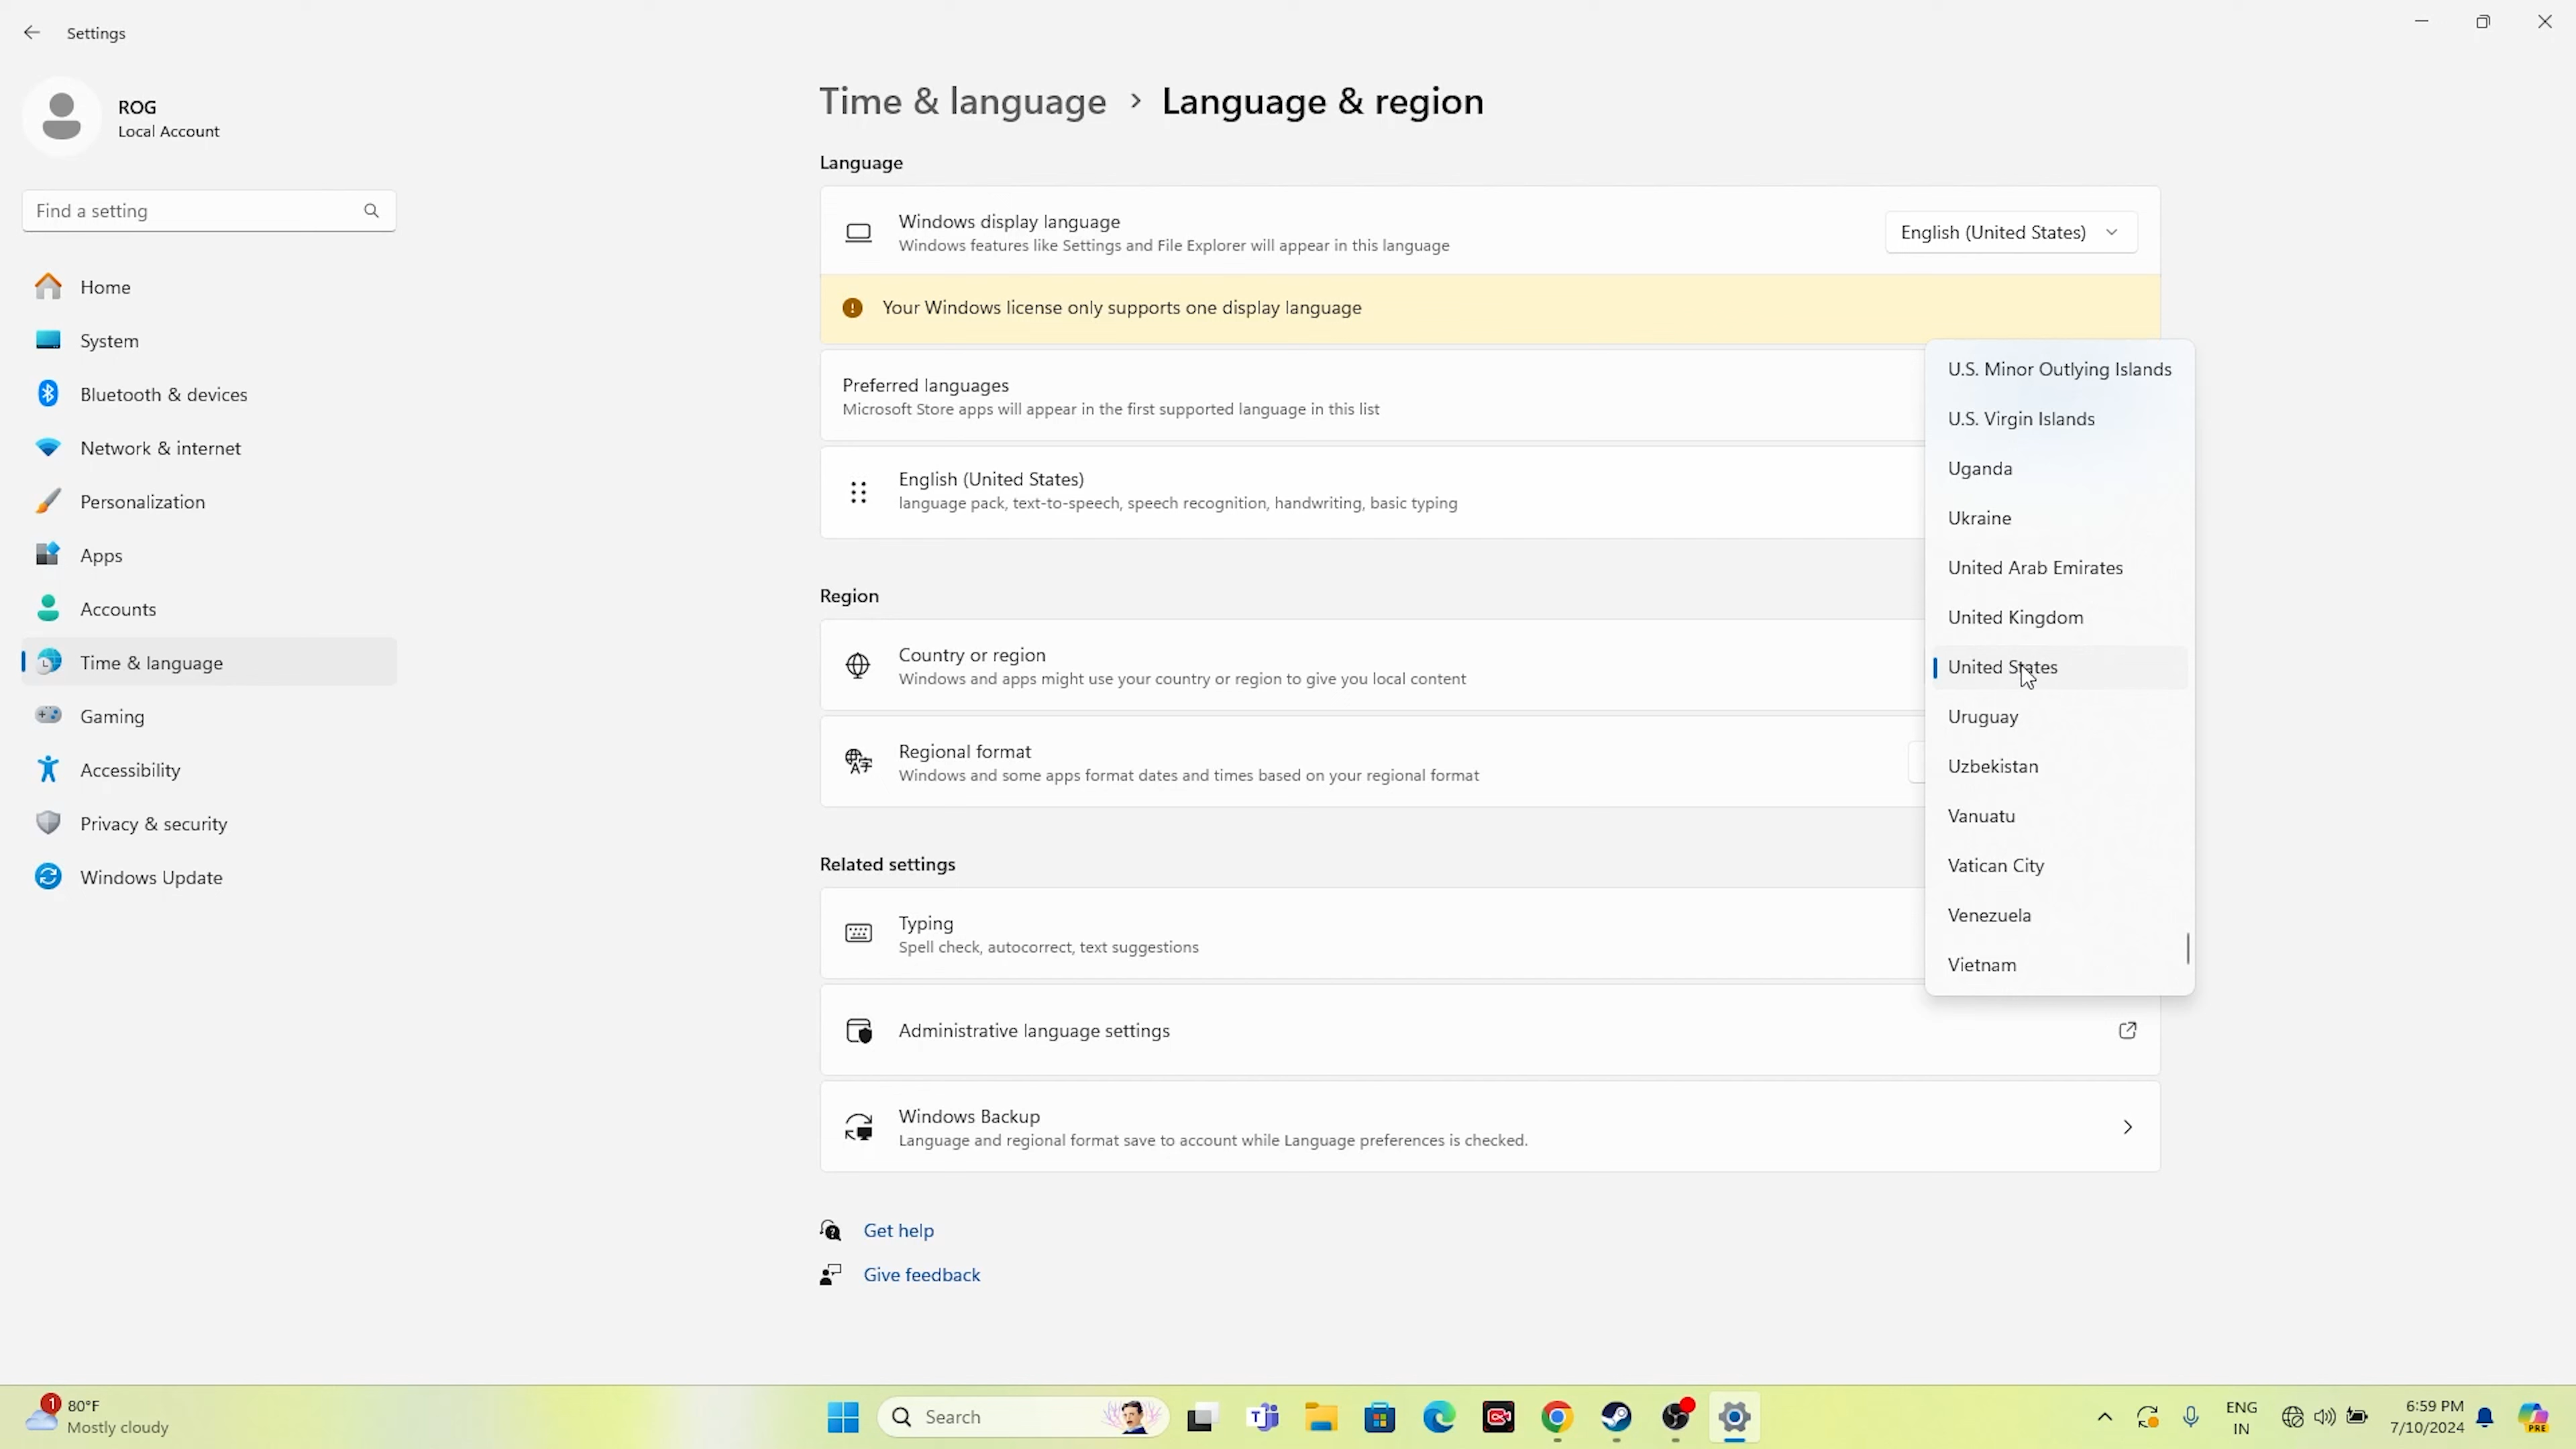 Settings
ROG
Local Account
Find a setting
Home
System
Bluetooth & devices
Network & internet
Personalization
Apps
Accounts
Time & language
Gaming
Accessibility
Privacy & security
Windows Update
Time & language > Language & region
Language
Windows display language
Windows features like Settings and File Explorer will appear in this language
English (United States)
Your Windows license only supports one display language
Preferred languages
Microsoft Store apps will appear in the first supported language in this list
English (United States)
language pack, text-to-speech, speech recognition, handwriting, basic typing
Region
Country or region
Windows and apps might use your country or region to give you local content
Regional format
Windows and some apps format dates and times based on your regional format
Related settings
Typing
Spell check, autocorrect, text suggestions
Administrative language settings
Windows Backup
Language and regional format save to account while Language preferences is checked.
Get help
Give feedback
U.S. Minor Outlying Islands
U.S. Virgin Islands
Uganda
Ukraine
United Arab Emirates
United Kingdom
United States
Uruguay
Uzbekistan
Vanuatu
Vatican City
Venezuela
Vietnam
1
80°F
Mostly cloudy
Search
ENG
IN
6:59 PM
7/10/2024
PRE